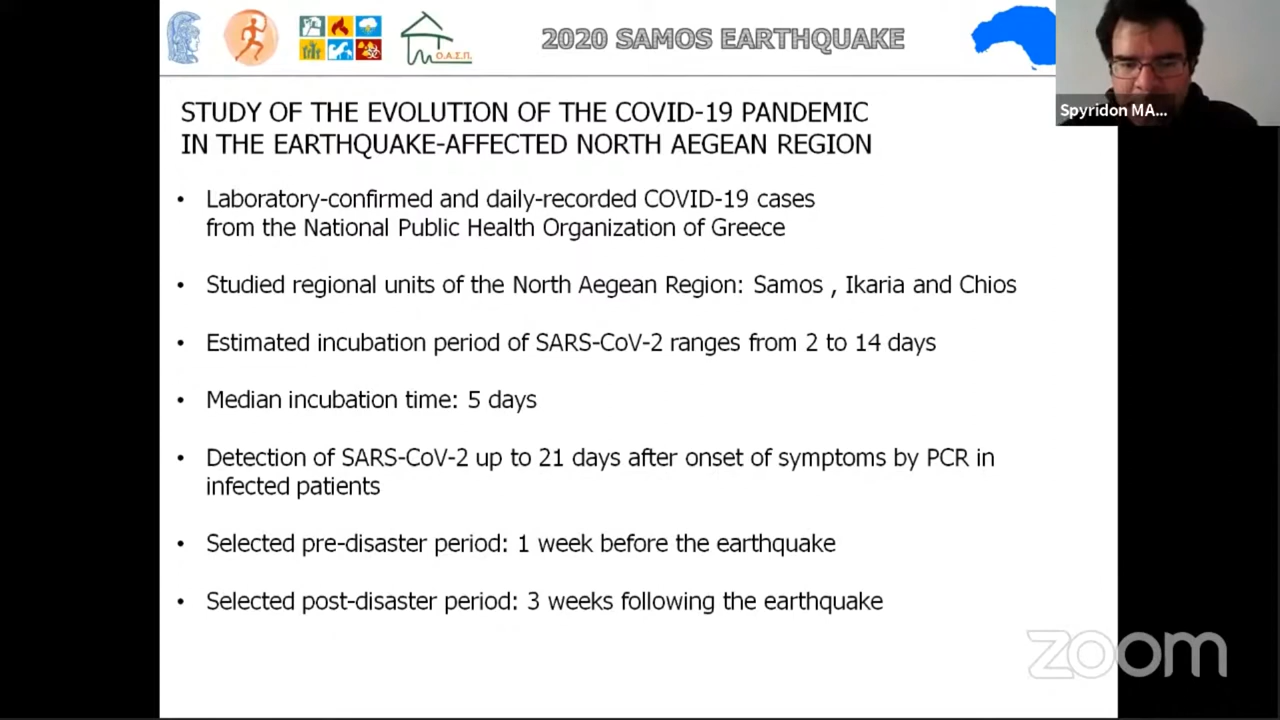 Ο.Α.Σ.Π.
2020 SAMOS EARTHQUAKE
Spyridon MA...
STUDY OF THE EVOLUTION OF THE COVID-19 PANDEMIC
IN THE EARTHQUAKE-AFFECTED NORTH AEGEAN REGION
• Laboratory-confirmed and daily-recorded COVID-19 cases
from the National Public Health Organization of Greece
• Studied regional units of the North Aegean Region: Samos , Ikaria and Chios
• Estimated incubation period of SARS-CoV-2 ranges from 2 to 14 days
• Median incubation time: 5 days
• Detection of SARS-CoV-2 up to 21 days after onset of symptoms by PCR in
infected patients
• Selected pre-disaster period: 1 week before the earthquake
• Selected post-disaster period: 3 weeks following the earthquake
zoom